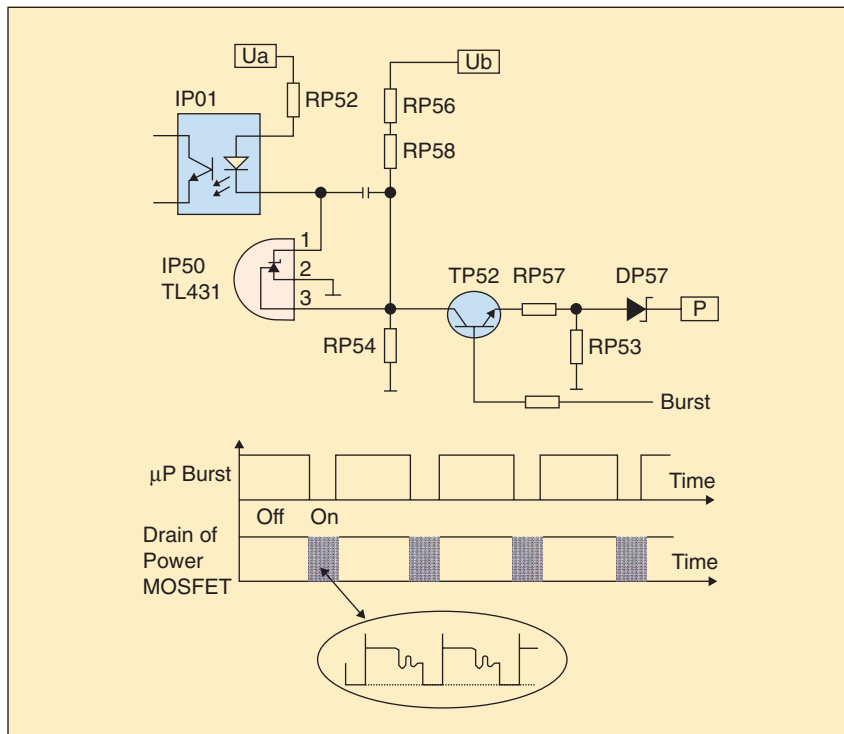 Ua
Ub
IP01
RP52
RP56
RP58
1
IP50
TL431
2
3
TP52
RP57
DP57
P
RP54
RP53
Burst
μP Burst
Time
Off On
Drain of
Power
MOSFET
Time